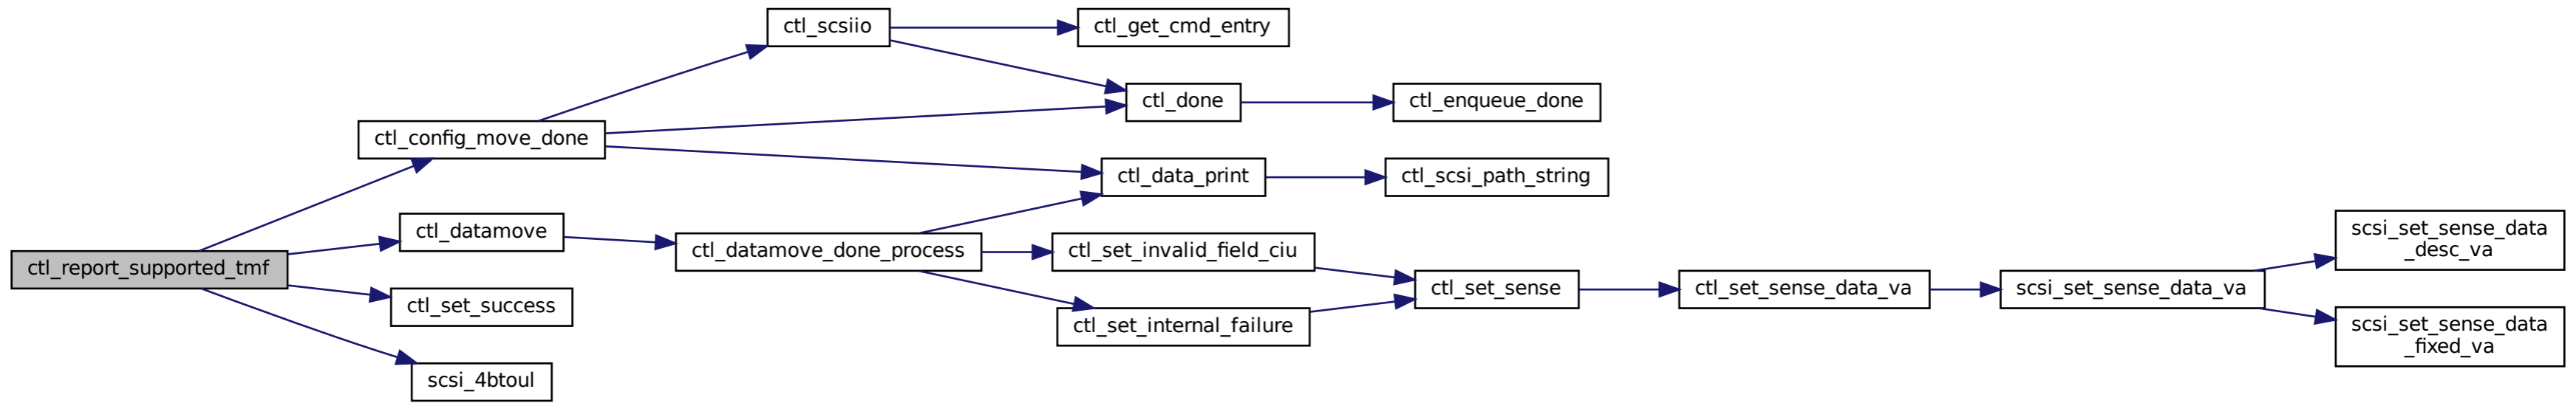 ctl_scsiio
ctl_get_cmd_entry
ctl_done
ctl_enqueue_done
ctl_config_move_done
ctl_data_print
ctl_scsi_path_string
ctl_datamove
ctl_datamove_done_process
ctl_set_invalid_field_ciu
scsi_set_sense_data
_desc_va
ctl_report_supported_tmf
ctl_set_success
ctl_set_internal_failure
ctl_set_sense
ctl_set_sense_data_va
scsi_set_sense_data_va
scsi_set_sense_data
_fixed_va
scsi_4btoul